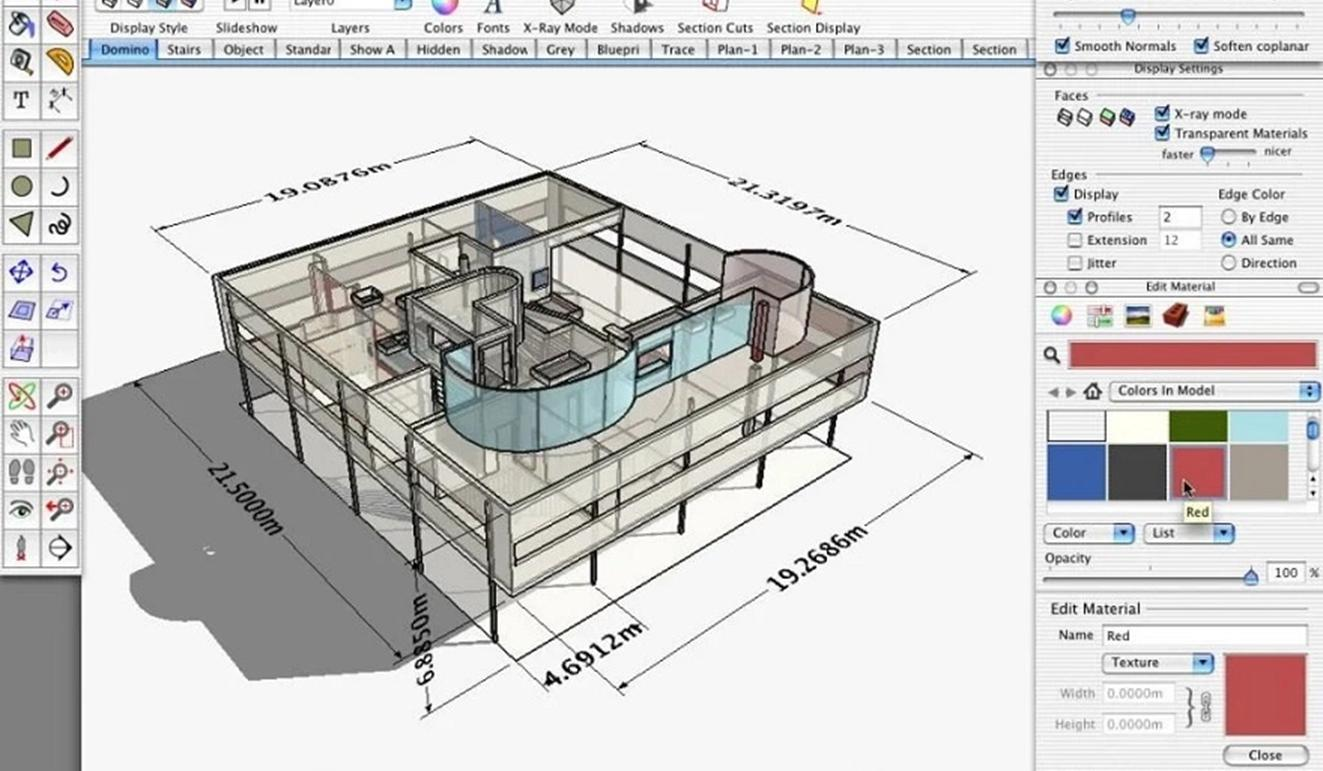 Layer0
Display Style Slideshow Layers Colors Fonts X-Ray Mode Shadows Section Cuts Section Display
Domino Stairs Object Standar Show A Hidden Shadow Grey Bluepri Trace Plan-1 Plan-2 Plan-3 Section Section
T
19.0876m
21.3197m
21.5000m
6.8850m
4.6912m
19.2686m
Smooth Normals Soften coplanar
Display Settings
Faces
X-ray mode
Transparent Materials
faster nicer
Edges
Display Edge Color
Profiles 2 By Edge
Extension 12 All Same
Jitter Direction
Edit Material
Colors In Model
Red
Color List
Opacity
100 %
Edit Material
Name Red
Texture
Width 0.0000m
Height 0.0000m
Close